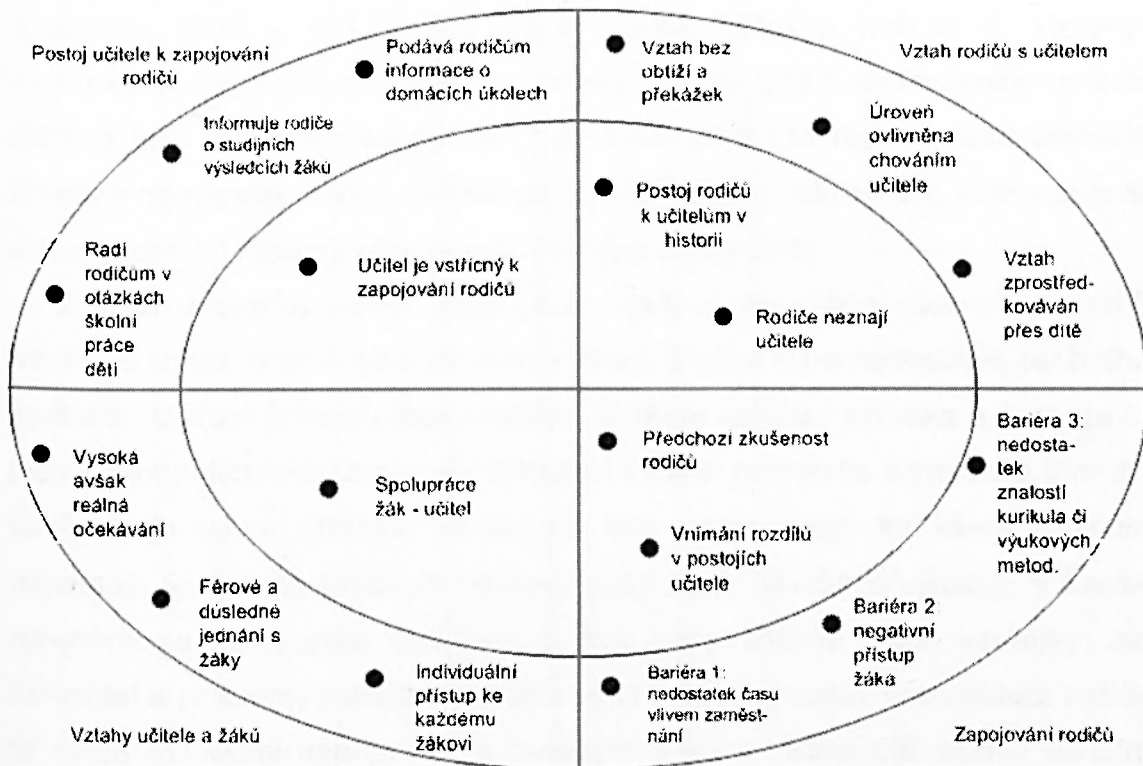 Postoj učitele k zapojování
rodičů
Podává rodičům
informace o
domácích úkolech
Informuje rodiče
o studijních
výsledcích žáků
Radí
rodičům v
otázkách
školní
práce
dětí
Učitel je vstřícný k
zapojování rodičů
Vztah bez
obtíží a
překážek
Vztah rodičů s učitelem
Úroveň
ovlivněna
chováním
učitele
Postoj rodičů
k učitelům v
historii
Vztah
zprostřed-
kováván
přes dítě
Rodiče neznají
učitele
Vysoká
avšak
reálná
očekávání
Spolupráce
žák - učitel
Férové a
důsledné
jednání s
žáky
Individuální
přístup ke
každému
žákovi
Vztahy učitele a žáků
Předchozí zkušenost
rodičů
Vnímání rozdílů
v postojích
učitele
Bariéra 3:
nedosta-
tek
znalostí
kurikula či
výukových
metod.
Bariéra 2:
negativní
přístup
žáka
Bariéra 1:
nedostatek času
vlivem zaměst-
nání
Zapojování rodičů